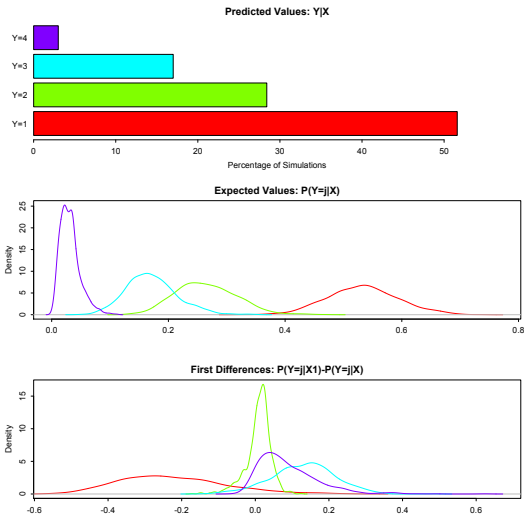 Predicted Values: Y|X
Y=4
Y=3
Y=2
Y=1
0 10 20 30 40 50
Percentage of Simulations
Expected Values: P(Y=j|X)
Density
0 5 10 15 20 25
0.0 0.2 0.4 0.6 0.8
First Differences: P(Y=j|X1)-P(Y=j|X)
Density
0 5 10 15
-0.6 -0.4 -0.2 0.0 0.2 0.4 0.6